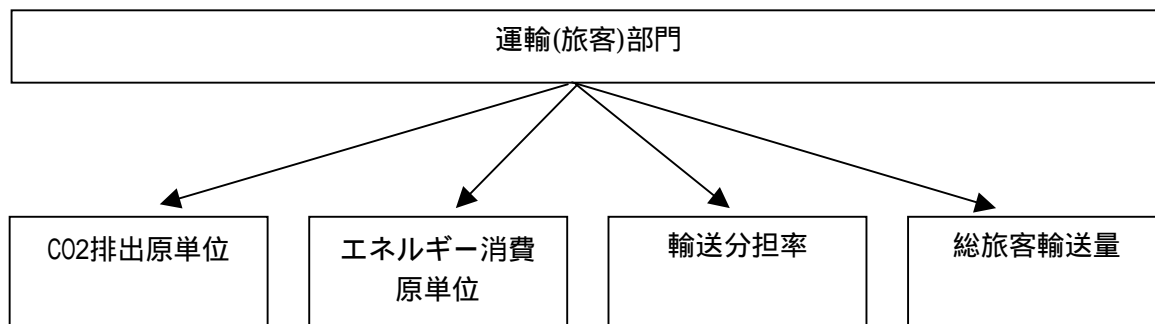 運輸(旅客)部門
CO2排出原単位
エネルギー消費
原単位
輸送分担率
総旅客輸送量